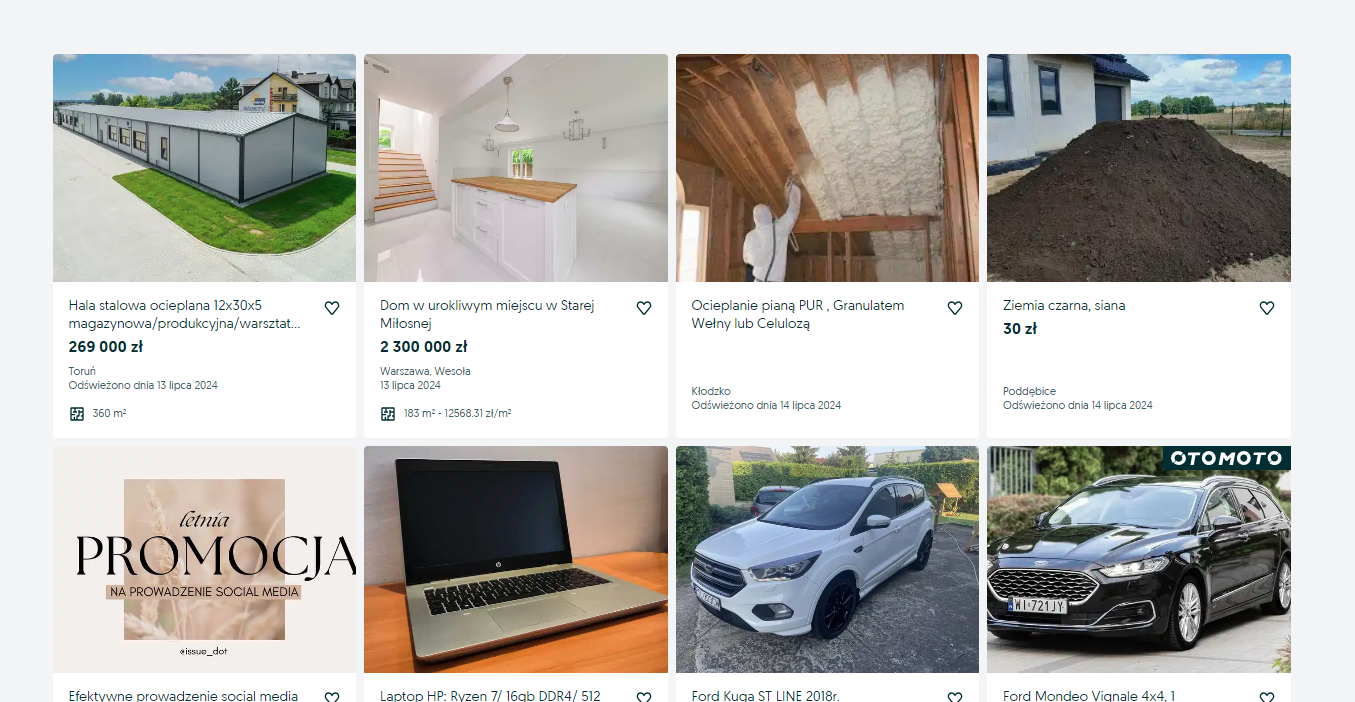 Hala stalowa ocieplana 12x30x5
magazynowa/produkcyjna/warsztat...
269 000 zł
Toruń
Odświeżono dnia 13 lipca 2024
360 m²
Dom w urokliwym miejscu w Starej
Miłosnej
2 300 000 zł
Warszawa, Wesoła
13 lipca 2024
183 m² - 12568.31 zł/m²
Ocieplanie pianą PUR , Granulatem
Wełny lub Celulozą
Kłodzko
Odświeżono dnia 14 lipca 2024
Ziemia czarna, siana
30 zł
Poddębice
Odświeżono dnia 14 lipca 2024
letnia
PROMOCJA
NA PROWADZENIE SOCIAL MEDIA
@issue_dot
Efektywne prowadzenie social media
hp
Laptop HP: Ryzen 7/ 16gb DDR4/ 512
Ford Kuga ST LINE 2018r.
OTOMOTO
WI-721JY
Ford Mondeo Vignale 4x4, 1